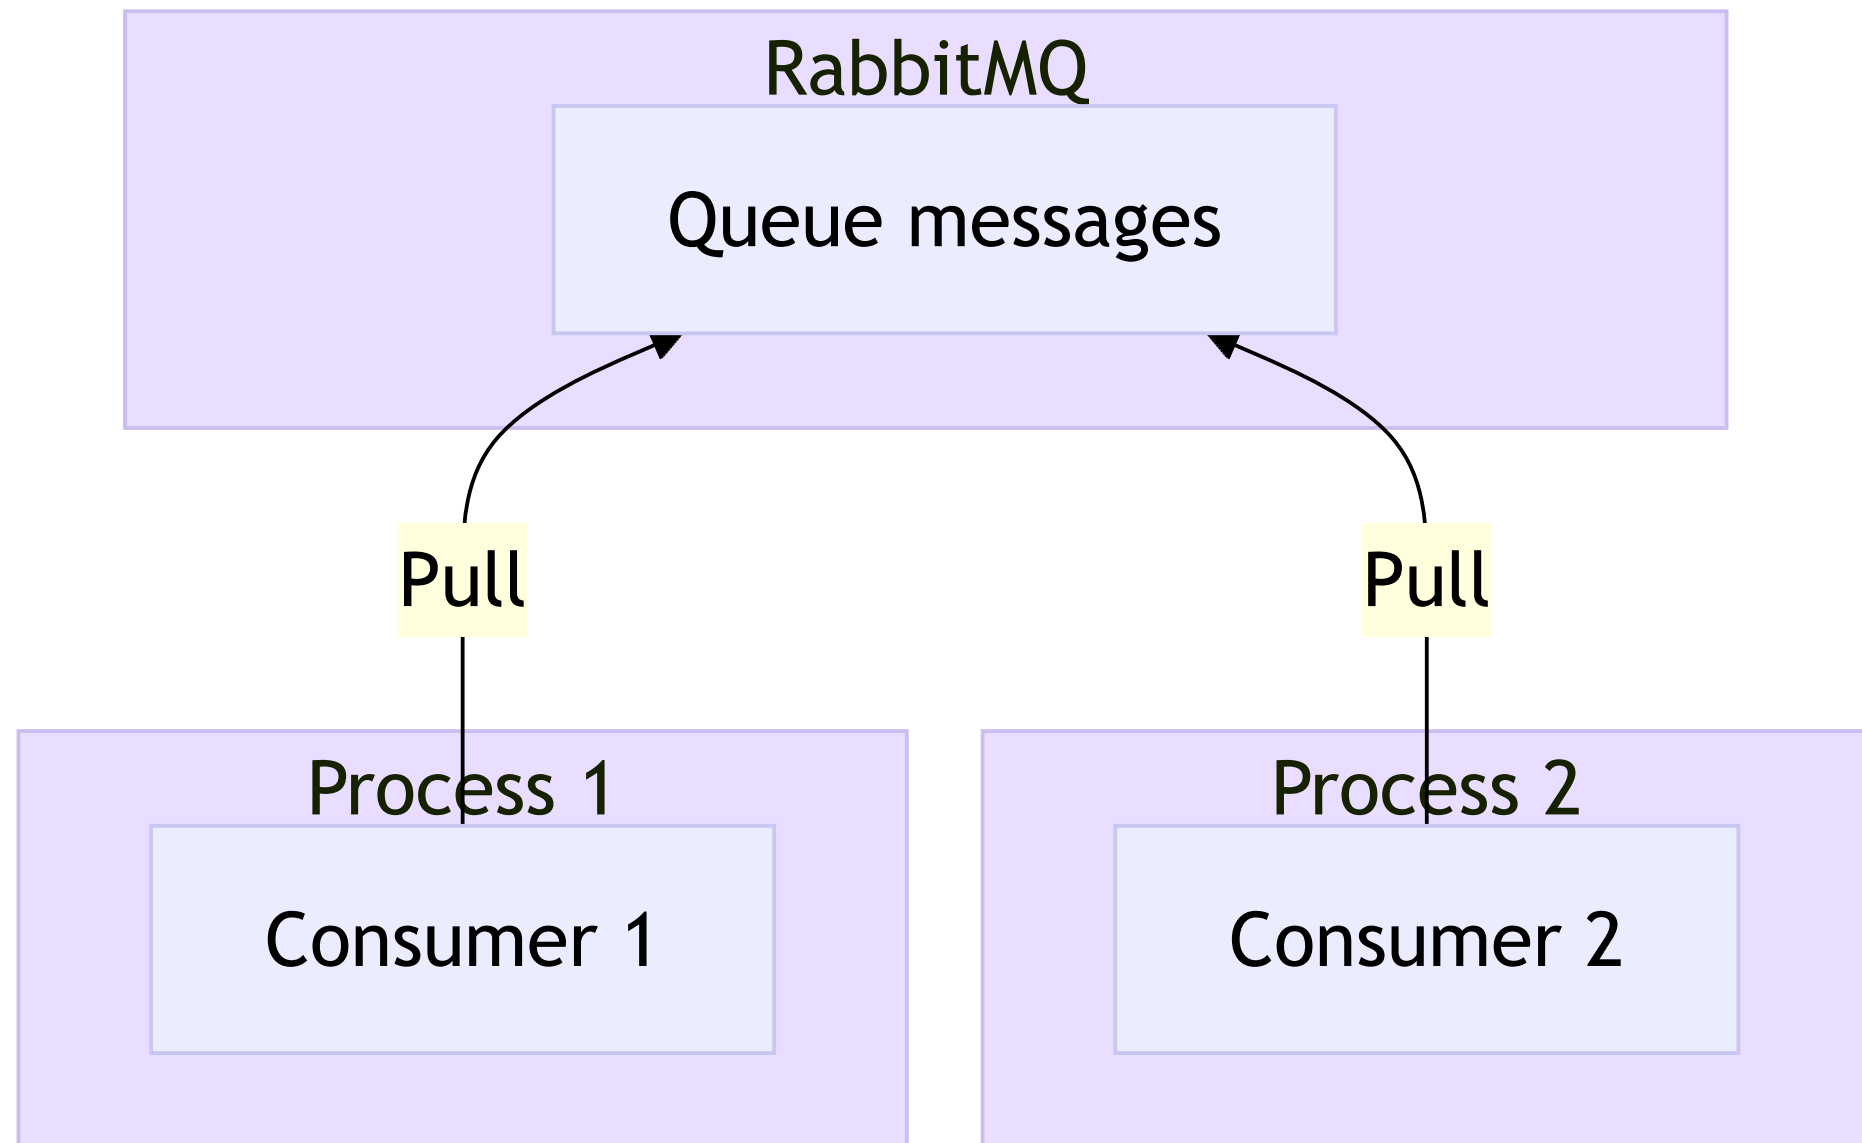 RabbitMQ
Queue messages
Pull
Pull
Process 1
Process 2
Consumer 1
Consumer 2